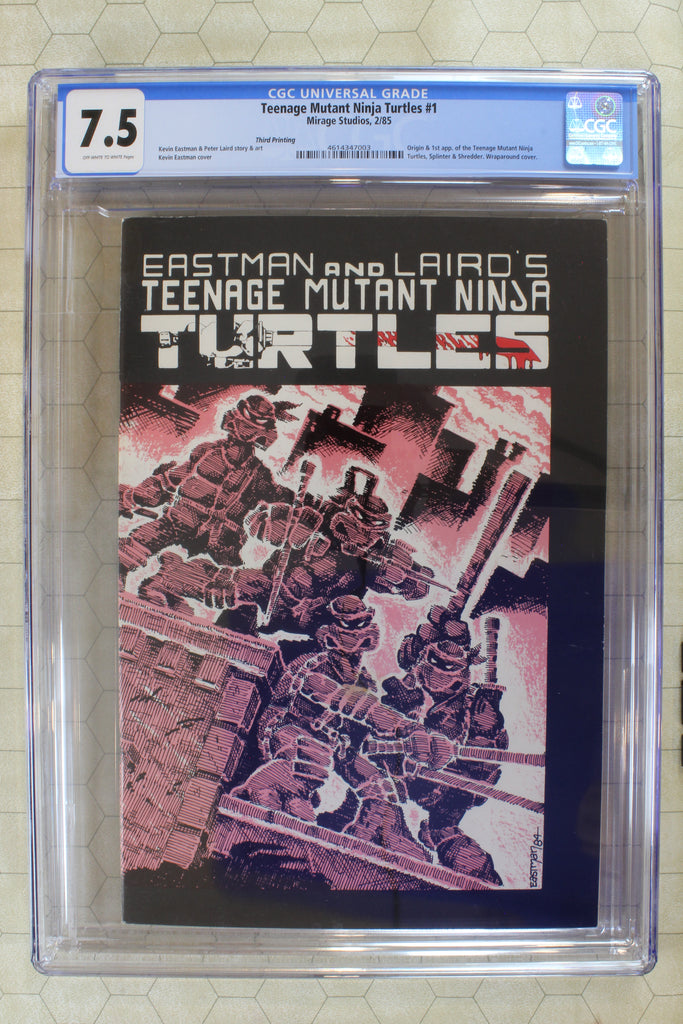 CGC UNIVERSAL GRADE
7.5
OFF-WHITE TO WHITE Pages
Teenage Mutant Ninja Turtles #1
Mirage Studios, 2/85
Third Printing
Kevin Eastman & Peter Laird story & art
Kevin Eastman cover
4614347003
Origin & 1st app. of the Teenage Mutant Ninja
Turtles, Splinter & Shredder. Wraparound cover.
CGC
EASTMAN AND LAIRD'S
TEENAGE MUTANT NINJA
TURTLES
EASTMAN/84